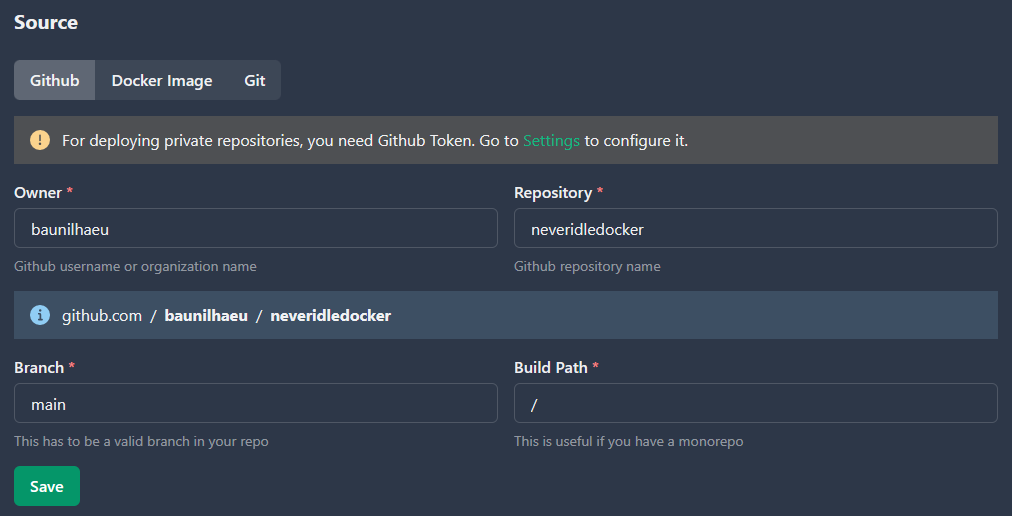 Source
Github Docker Image Git
! For deploying private repositories, you need Github Token. Go to Settings to configure it.
Owner * Repository *
baunilhaeu neveridledocker
Github username or organization name Github repository name
i github.com / baunilhaeu / neveridledocker
Branch * Build Path *
main /
This has to be a valid branch in your repo This is useful if you have a monorepo
Save